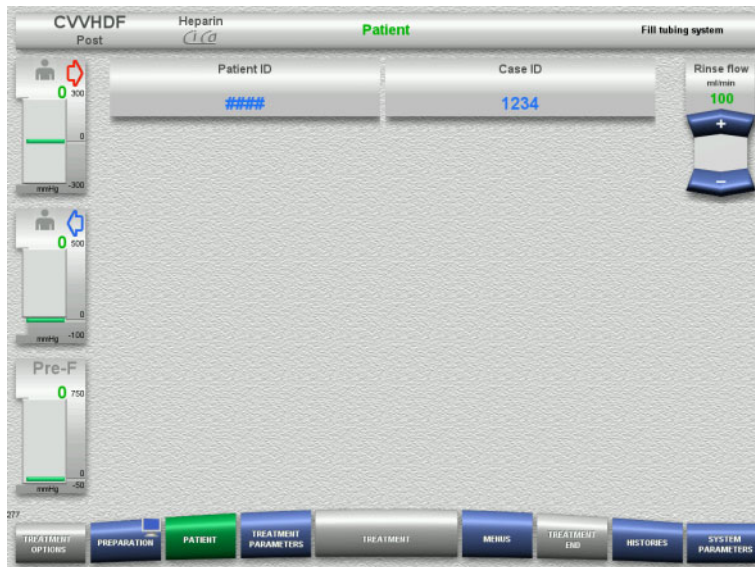 CVVHDF
Post
Heparin
Ci Ca
Patient
Fill tubing system
0 300
0
mmHg -300
Patient ID
####
Case ID
1234
Rinse flow
ml/min
100
+
−
0 500
0
mmHg -100
Pre-F
0 750
0
mmHg -50
277
TREATMENT
OPTIONS
PREPARATION
PATIENT
TREATMENT
PARAMETERS
TREATMENT
MENUS
TREATMENT
END
HISTORIES
SYSTEM
PARAMETERS